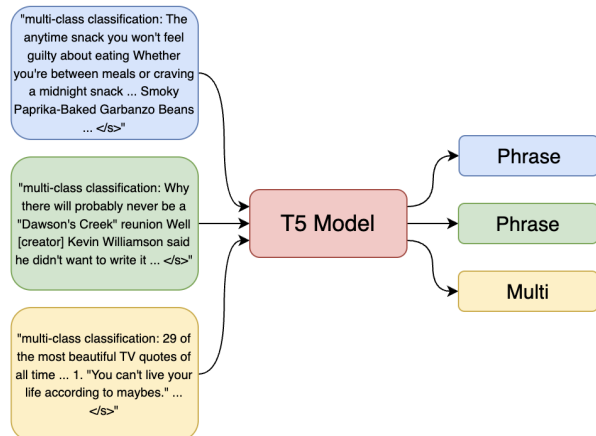 "multi-class classification: The
anytime snack you won't feel
guilty about eating Whether
you're between meals or craving
a midnight snack ... Smoky
Paprika-Baked Garbanzo Beans
... </s>"
"multi-class classification: Why
there will probably never be a
"Dawson's Creek" reunion Well
[creator] Kevin Williamson said
he didn't want to write it ... </s>"
"multi-class classification: 29 of
the most beautiful TV quotes of
all time ... 1. "You can't live your
life according to maybes." ...
</s>"
T5 Model
Phrase
Phrase
Multi